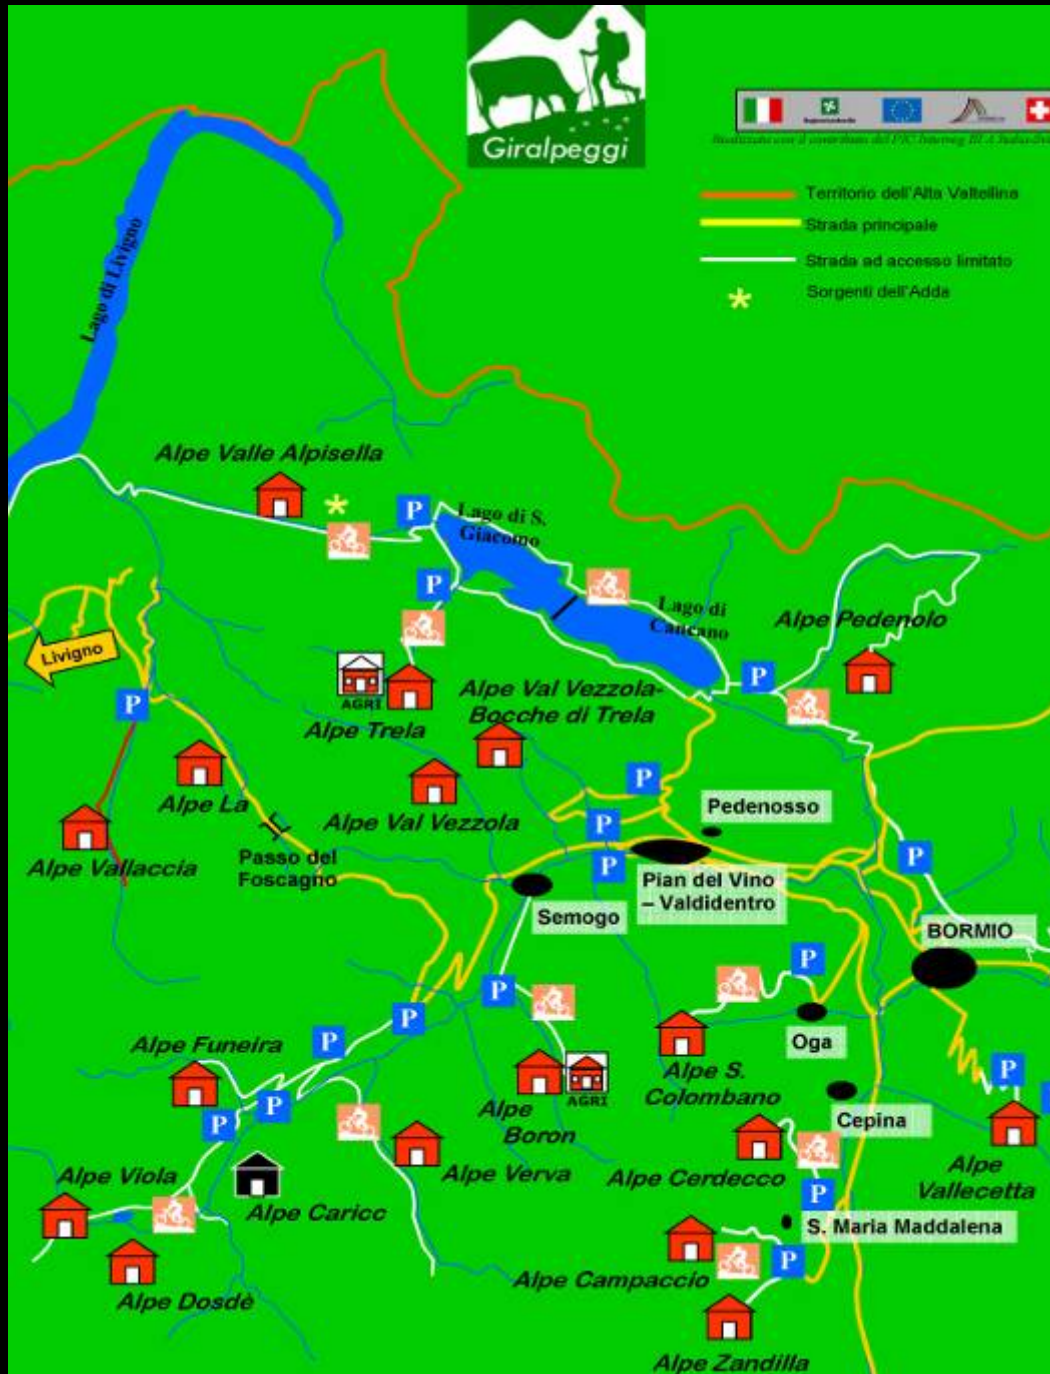 Giralpeggi
Territorio dell'Alta Valtellina
Strada principale
Strada ad accesso limitato
Sorgenti dell'Adda
Lago di Livigno
Alpe Valle Alpisella
P
Lago di S.
Giacomo
P
Lago di
Cancano
Alpe Pedenolo
Livigno
P
P
AGRI
Alpe Trela
Alpe Val Vezzola-
Bocche di Trela
Alpe La
Alpe Val Vezzola
P
P
P
Pedenosso
Alpe Vallaccia
Passo del
Foscagno
Pian del Vino
– Valdidentro
P
Semogo
BORMIO
P
P
P
P
Oga
Alpe Funeira
Alpe S.
Colombano
P
P
P
AGRI
Alpe
Boron
Cepina
Alpe Viola
Alpe Verva
Alpe Cerdecco
Alpe
Vallecetta
Alpe Caricc
P
S. Maria Maddalena
P
Alpe Campaccio
Alpe Dosdè
Alpe Zandilla